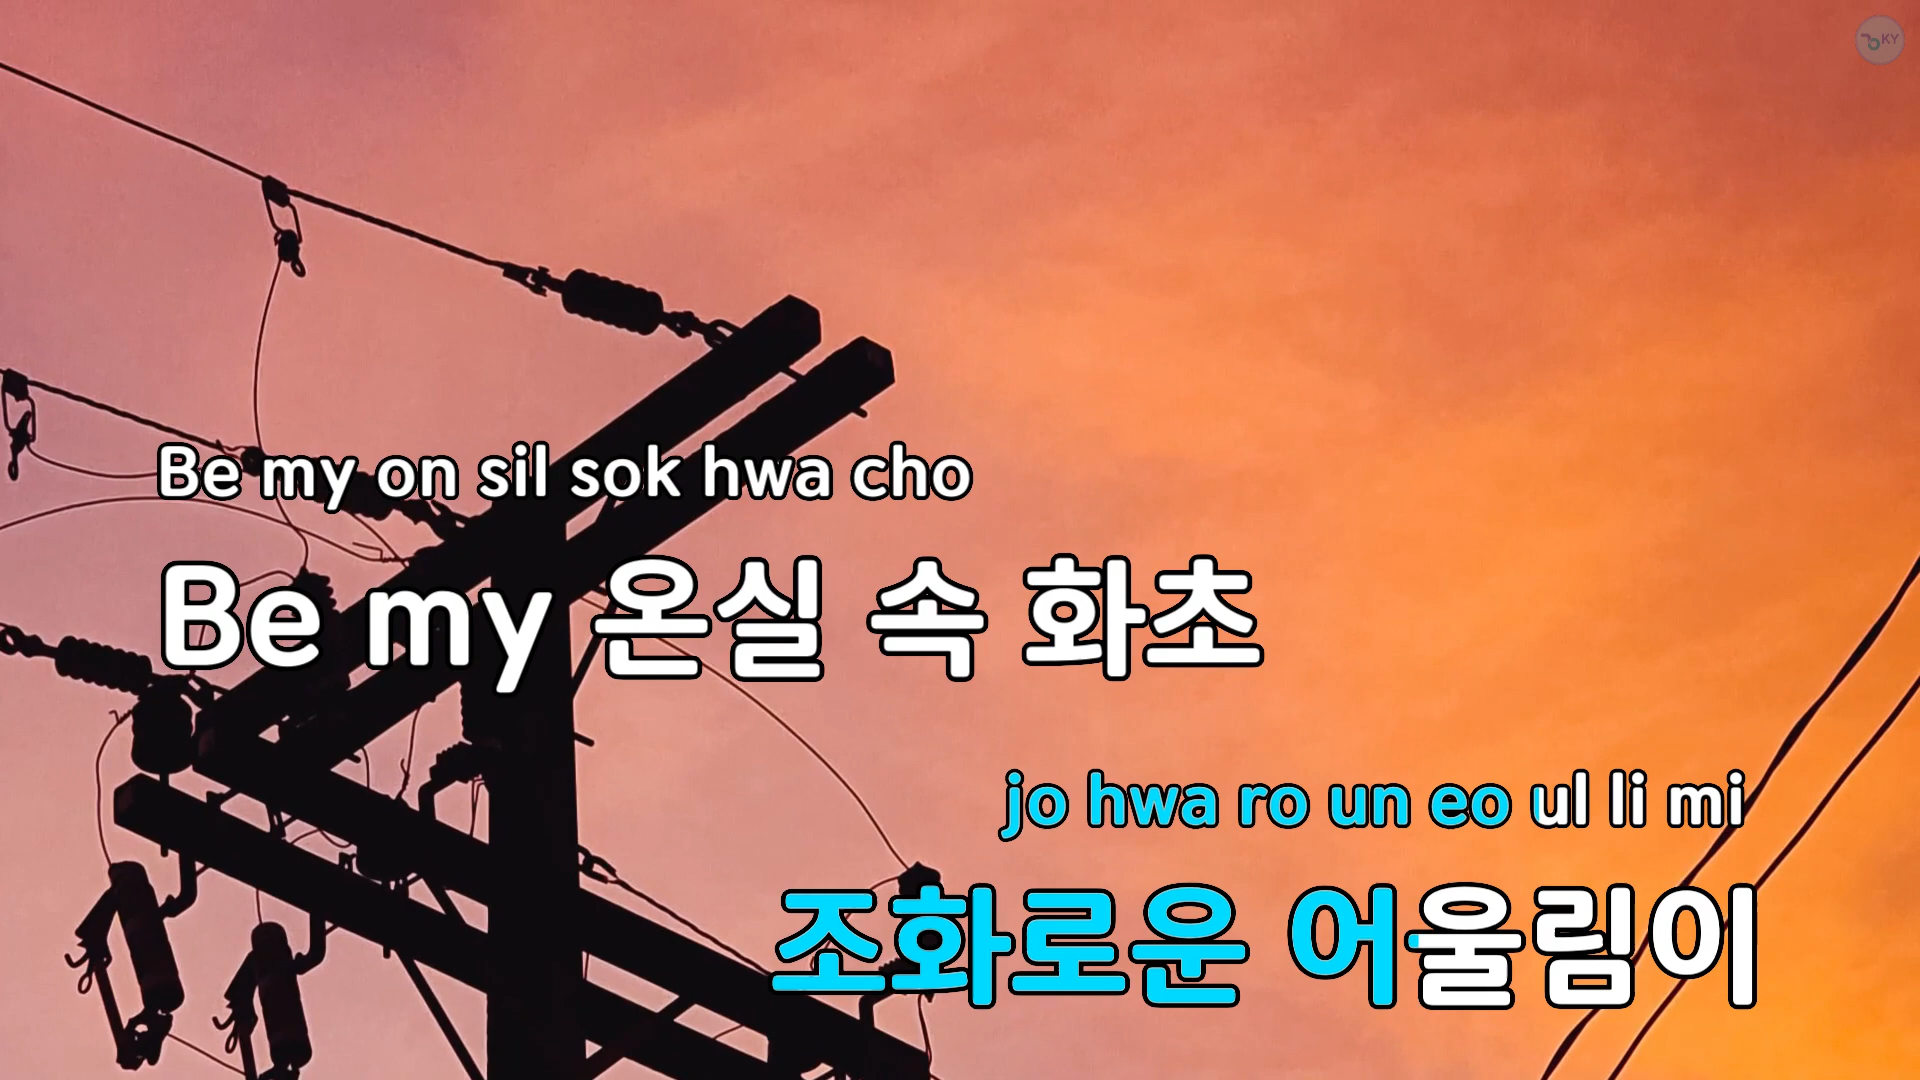 KY
Be my on sil sok hwa cho
Be my 온실 속 화초
jo hwa ro un eo ul li mi
조화로운 어울림이